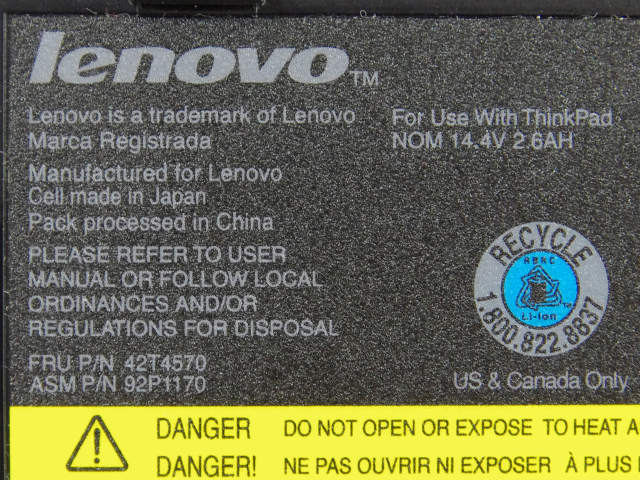 lenovo™
Lenovo is a trademark of Lenovo
Marca Registrada
For Use With ThinkPad
NOM 14.4V 2.6AH
Manufactured for Lenovo
Cell made in Japan
Pack processed in China
PLEASE REFER TO USER
MANUAL OR FOLLOW LOCAL
ORDINANCES AND/OR
REGULATIONS FOR DISPOSAL
FRU P/N 42T4570
ASM P/N 92P1170
RECYCLE
RBRC
Li-Ion
1.800.822.8837
US & Canada Only
DANGER DO NOT OPEN OR EXPOSE TO HEAT A
DANGER! NE PAS OUVRIR NI EXPOSER À PLUS